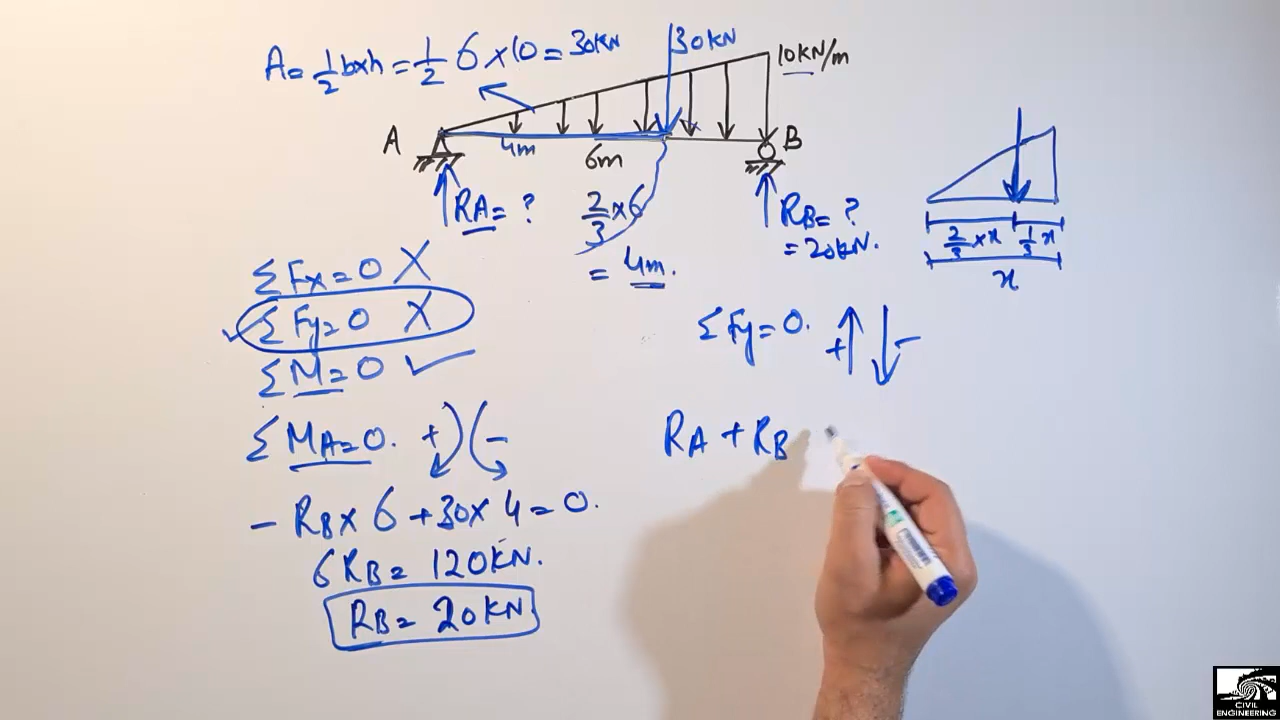 A = 1/2 b×h = 1/2 6 × 10 = 30KN
30KN
10KN/m
A
B
4m
6m
RA = ?
2/3 × 6
= 4m.
RB = ?
= 20KN.
2/3 × x
1/3 x
x
ΣFx = 0 X
✓ ΣFy = 0 X
ΣM = 0 ✓
ΣMA = 0. + -
- RB × 6 + 30 × 4 = 0.
6RB = 120KN.
RB = 20KN
ΣFy = 0. + -
RA + RB
CIVIL
ENGINEERING